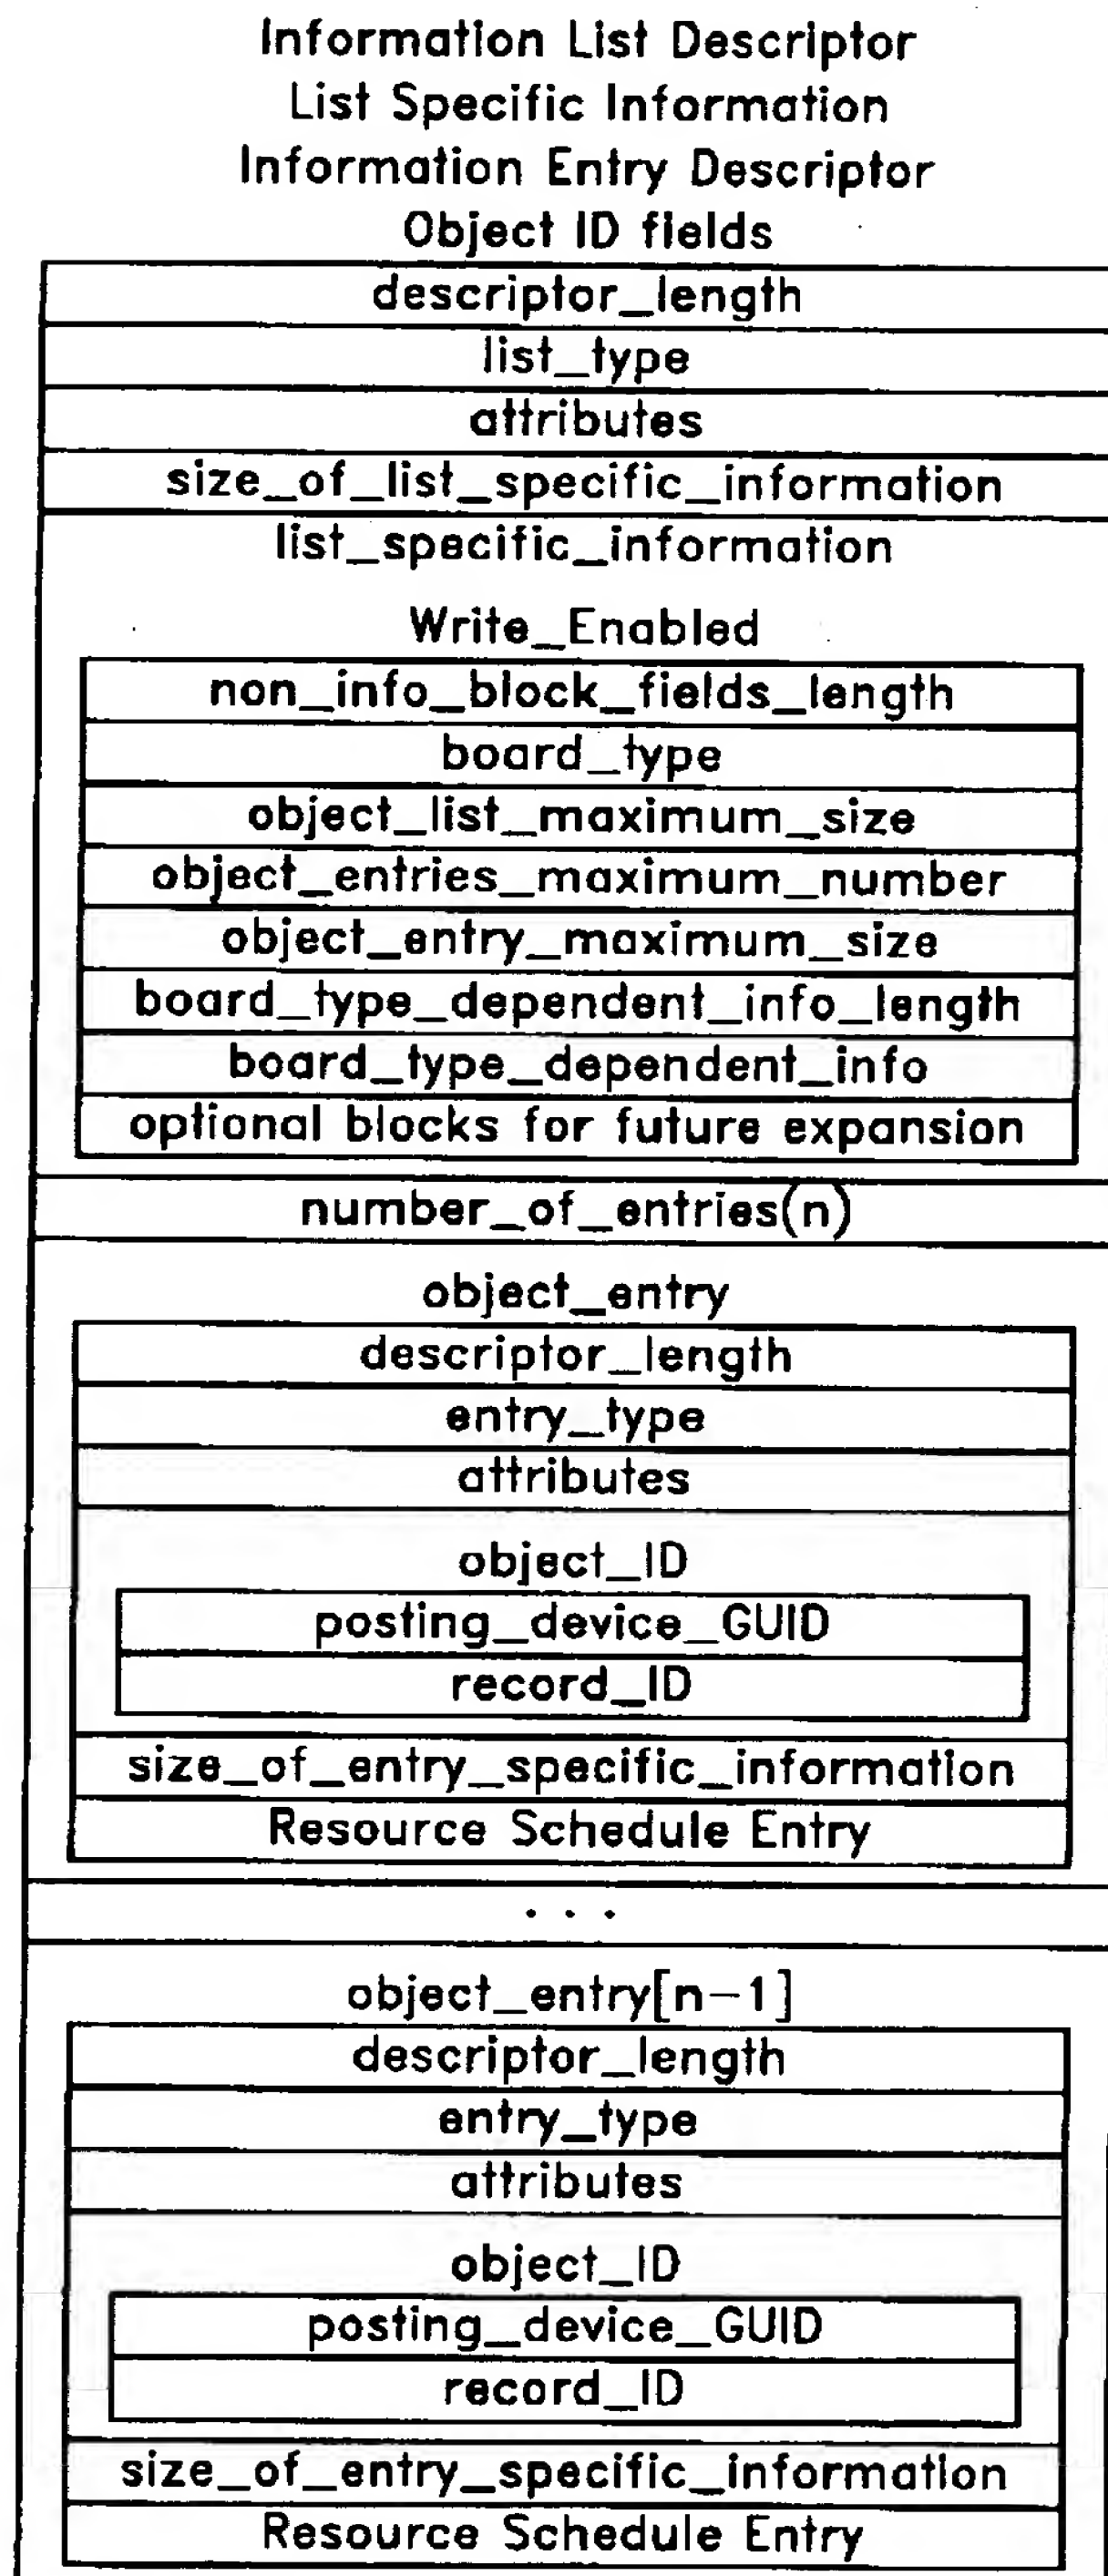 Information List Descriptor
List Specific Information
Information Entry Descriptor
Object ID fields
descriptor_length
list_type
attributes
size_of_list_specific_information
list_specific_information
Write_Enabled
non_info_block_fields_length
board_type
object_list_maximum_size
object_entries_maximum_number
object_entry_maximum_size
board_type_dependent_info_length
board_type_dependent_info
optional blocks for future expansion
number_of_entries(n)
object_entry
descriptor_length
entry_type
attributes
object_ID
posting_device_GUID
record_ID
size_of_entry_specific_information
Resource Schedule Entry
. . .
object_entry[n-1]
descriptor_length
entry_type
attributes
object_ID
posting_device_GUID
record_ID
size_of_entry_specific_information
Resource Schedule Entry